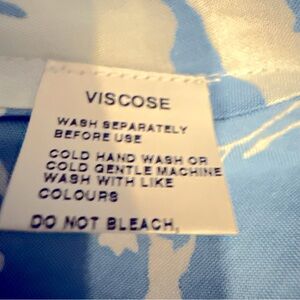 VISCOSE
WASH SEPARATELY
BEFORE USE
COLD HAND WASH OR
COLD GENTLE MACHINE
WASH WITH LIKE
COLOURS
DO NOT BLEACH,